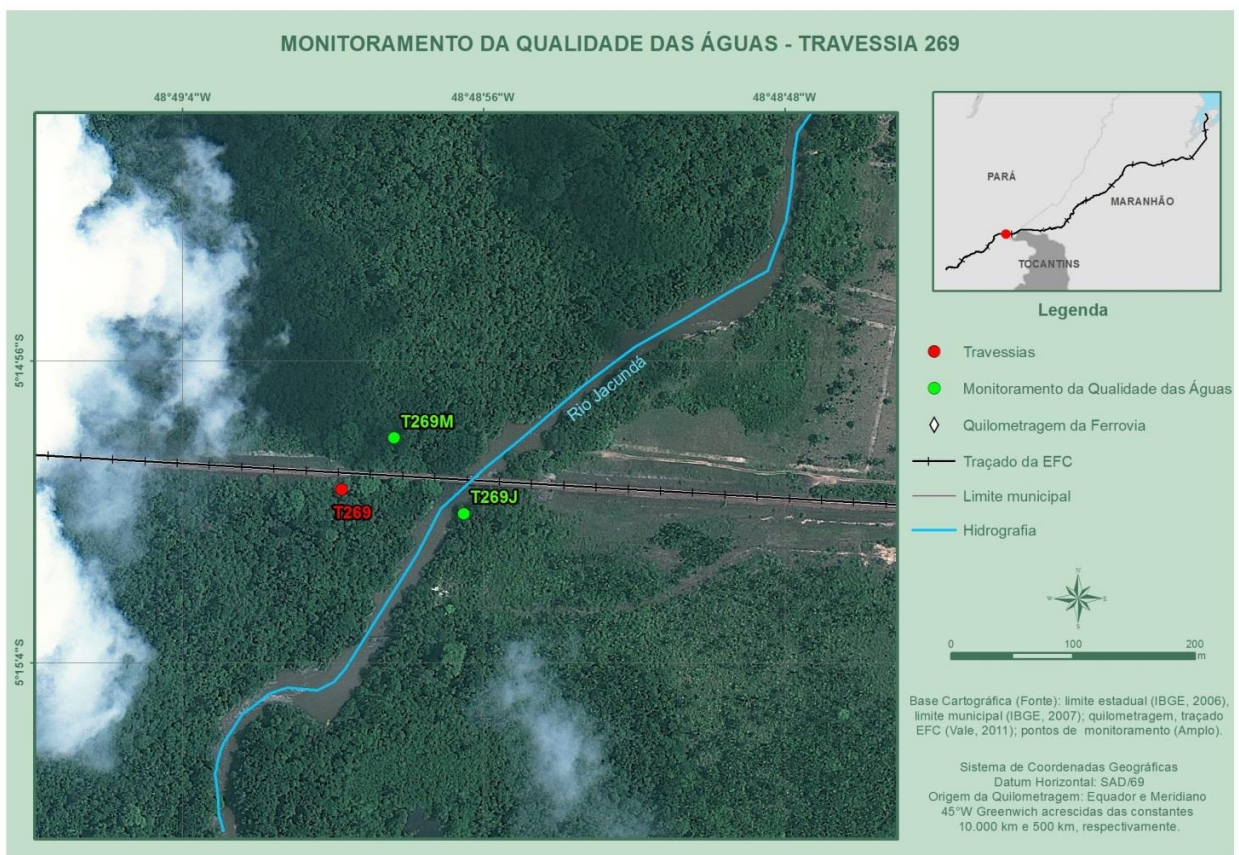 MONITORAMENTO DA QUALIDADE DAS ÁGUAS - TRAVESSIA 269
48°49'4"W
48°48'56"W
48°48'48"W
5°14'56"S
5°15'4"S
T269M
T269
T269J
Rio Jacundá
PARÁ
MARANHÃO
TOCANTINS
Legenda
Travessias
Monitoramento da Qualidade das Águas
Quilometragem da Ferrovia
Traçado da EFC
Limite municipal
Hidrografia
N
W E
S
0 100 200
m
Base Cartográfica (Fonte): limite estadual (IBGE, 2006),
limite municipal (IBGE, 2007); quilometragem, traçado
EFC (Vale, 2011); pontos de monitoramento (Amplo).
Sistema de Coordenadas Geográficas
Datum Horizontal: SAD/69
Origem da Quilometragem: Equador e Meridiano
45°W Greenwich acrescidas das constantes
10.000 km e 500 km, respectivamente.